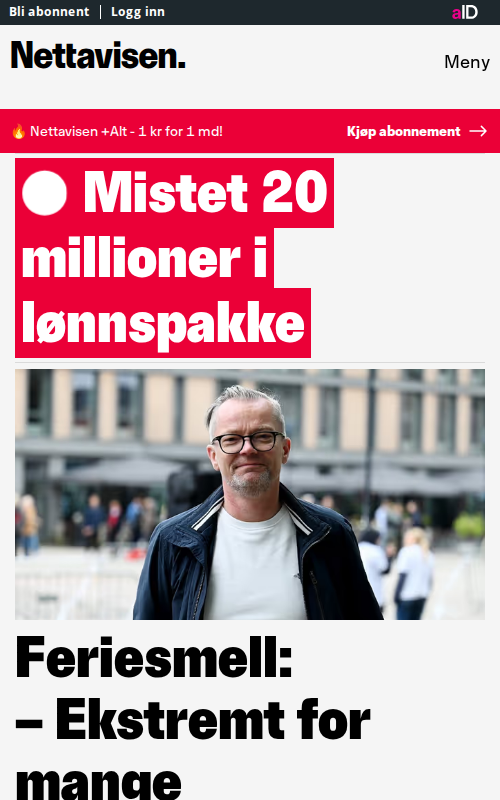 Bli abonnent | Logg inn
aID
Nettavisen.
Meny
🔥 Nettavisen +Alt - 1 kr for 1 md!
Kjøp abonnement →
Mistet 20
millioner i
lønnspakke
Feriesmell:
– Ekstremt for
mange